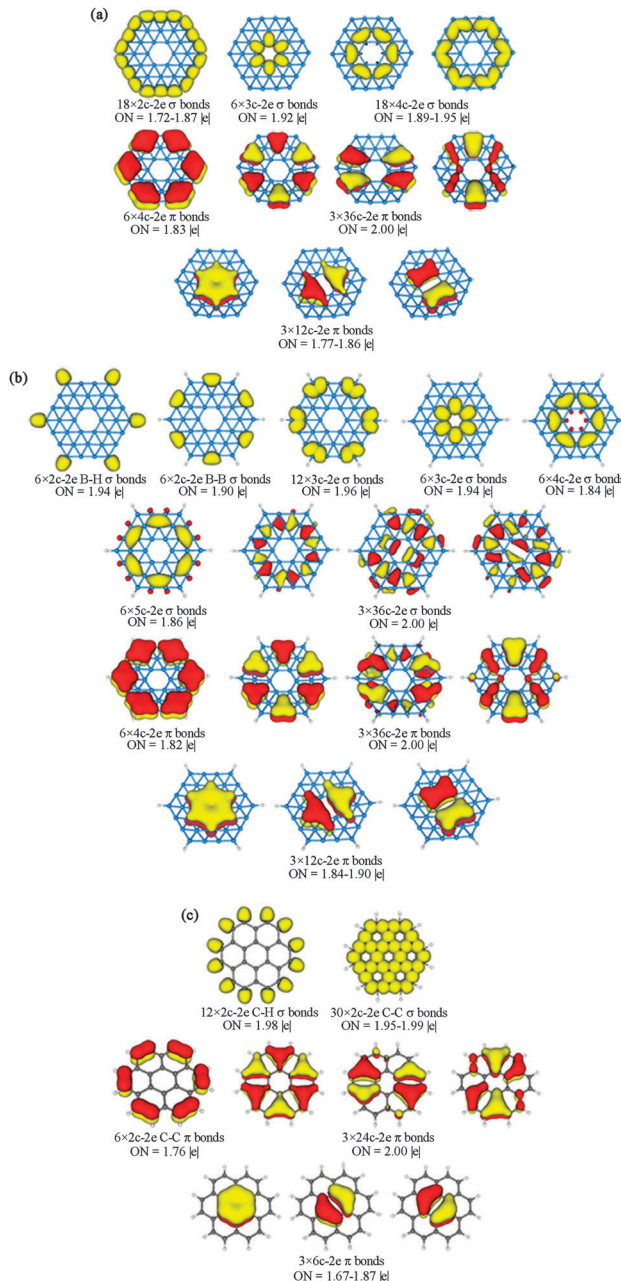 (a)
18×2c-2e σ bonds
ON = 1.72-1.87 |e|
6×3c-2e σ bonds
ON = 1.92 |e|
18×4c-2e σ bonds
ON = 1.89-1.95 |e|
6×4c-2e π bonds
ON = 1.83 |e|
3×36c-2e π bonds
ON = 2.00 |e|
3×12c-2e π bonds
ON = 1.77-1.86 |e|
(b)
6×2c-2e B-H σ bonds
ON = 1.94 |e|
6×2c-2e B-B σ bonds
ON = 1.90 |e|
12×3c-2e σ bonds
ON = 1.96 |e|
6×3c-2e σ bonds
ON = 1.94 |e|
6×4c-2e σ bonds
ON = 1.84 |e|
6×5c-2e σ bonds
ON = 1.86 |e|
3×36c-2e σ bonds
ON = 2.00 |e|
6×4c-2e π bonds
ON = 1.82 |e|
3×36c-2e π bonds
ON = 2.00 |e|
3×12c-2e π bonds
ON = 1.84-1.90 |e|
(c)
12×2c-2e C-H σ bonds
ON = 1.98 |e|
30×2c-2e C-C σ bonds
ON = 1.95-1.99 |e|
6×2c-2e C-C π bonds
ON = 1.76 |e|
3×24c-2e π bonds
ON = 2.00 |e|
3×6c-2e π bonds
ON = 1.67-1.87 |e|